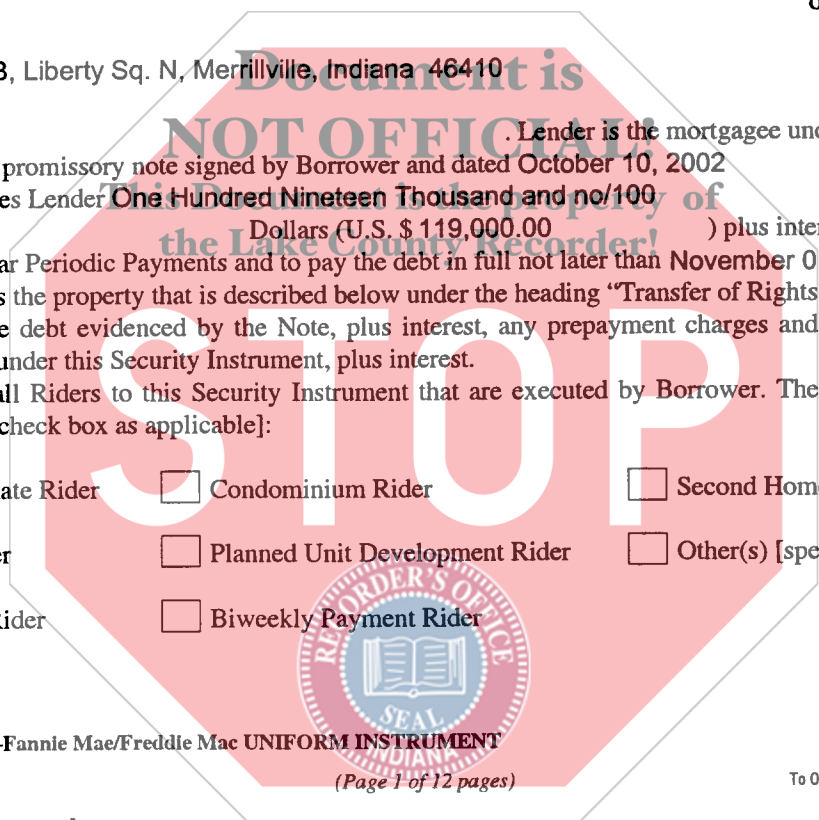 3, Liberty Sq. N, Merrillville, Indiana 46410
Document is
NOT OFFICIAL!
This Document is the property of
the Lake County Recorder!
. Lender is the mortgagee und
promissory note signed by Borrower and dated October 10, 2002
es Lender One Hundred Nineteen Thousand and no/100
Dollars (U.S. $ 119,000.00 ) plus inter
ar Periodic Payments and to pay the debt in full not later than November 0
s the property that is described below under the heading “Transfer of Rights
e debt evidenced by the Note, plus interest, any prepayment charges and
under this Security Instrument, plus interest.
all Riders to this Security Instrument that are executed by Borrower. The
check box as applicable]:
STOP
ate Rider Condominium Rider Second Hom
er Planned Unit Development Rider Other(s) [spe
ider Biweekly Payment Rider
RECORDER'S OFFICE
SEAL
INDIANA
-Fannie Mae/Freddie Mac UNIFORM INSTRUMENT
(Page 1 of 12 pages)
To O